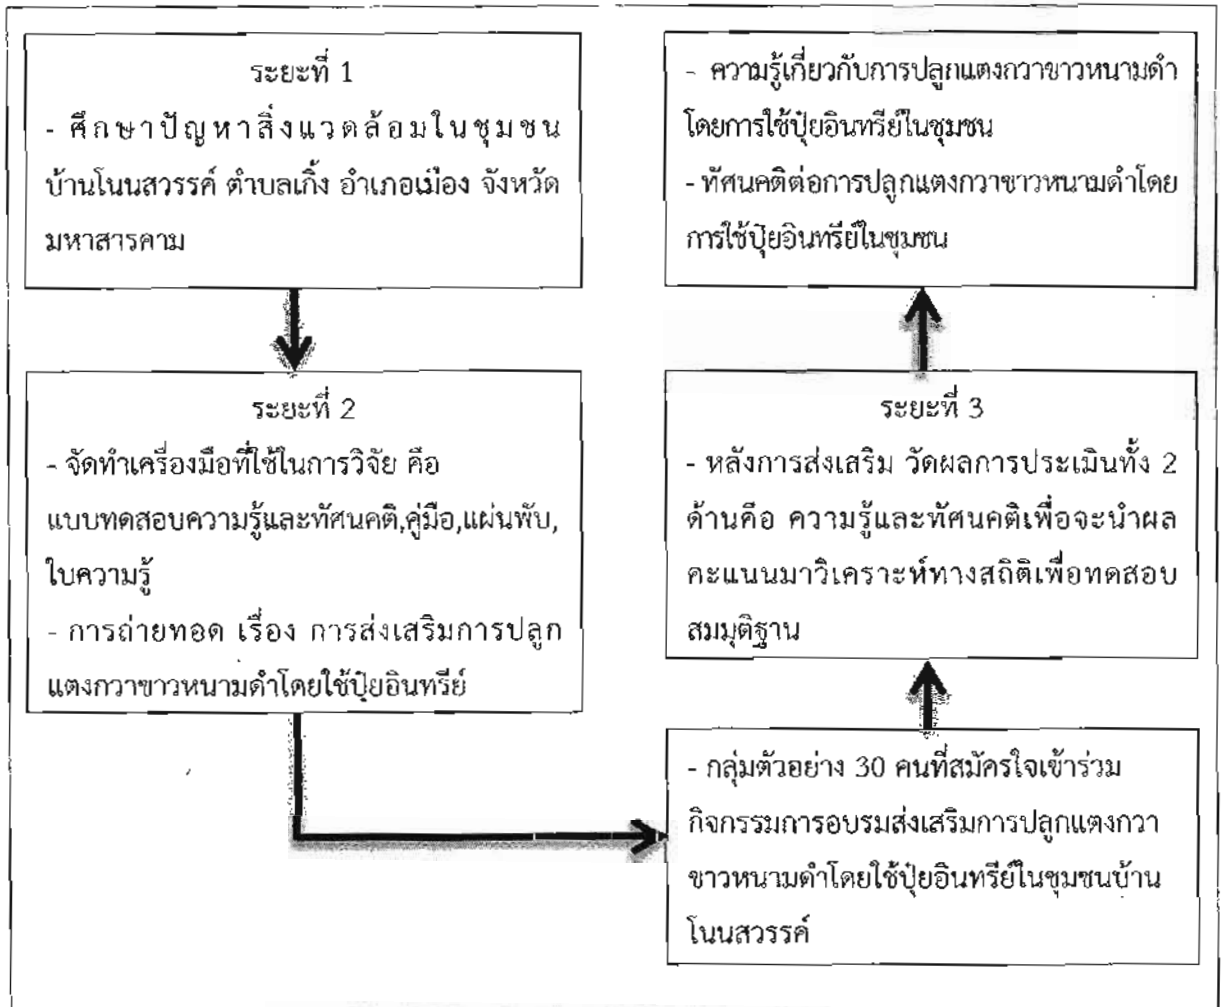 ระยะที่ 1
- ศึกษาปัญหาสิ่งแวดล้อมในชุมชน
บ้านโนนสวรรค์ ตำบลเกิ้ง อำเภอเมือง จังหวัด
มหาสารคาม
ระยะที่ 2
- จัดทำเครื่องมือที่ใช้ในการวิจัย คือ
แบบทดสอบความรู้และทัศนคติ,คู่มือ,แผ่นพับ,
ใบความรู้
- การถ่ายทอด เรื่อง การส่งเสริมการปลูก
แตงกวาขาวหนามดำโดยใช้ปุ๋ยอินทรีย์
- กลุ่มตัวอย่าง 30 คนที่สมัครใจเข้าร่วม
กิจกรรมการอบรมส่งเสริมการปลูกแตงกวา
ขาวหนามดำโดยใช้ปุ๋ยอินทรีย์ในชุมชนบ้าน
โนนสวรรค์
ระยะที่ 3
- หลังการส่งเสริม วัดผลการประเมินทั้ง 2
ด้านคือ ความรู้และทัศนคติเพื่อจะนำผล
คะแนนมาวิเคราะห์ทางสถิติเพื่อทดสอบ
สมมุติฐาน
- ความรู้เกี่ยวกับการปลูกแตงกวาขาวหนามดำ
โดยการใช้ปุ๋ยอินทรีย์ในชุมชน
- ทัศนคติต่อการปลูกแตงกวาขาวหนามดำโดย
การใช้ปุ๋ยอินทรีย์ในชุมชน